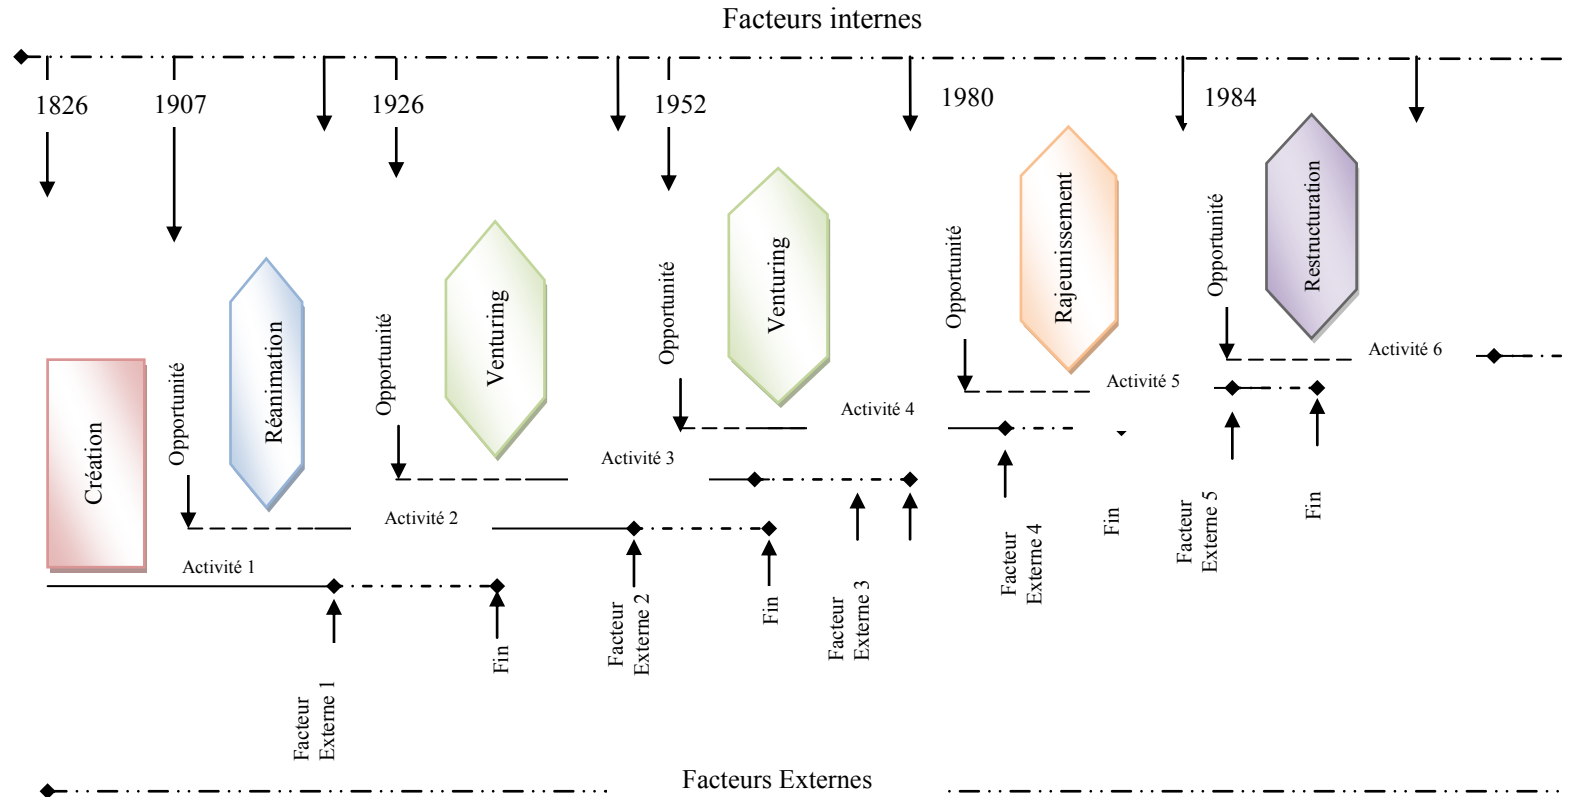 Facteurs internes
1826
1907
1926
1952
1980
1984
Création
Opportunité
Réanimation
Opportunité
Venturing
Opportunité
Venturing
Opportunité
Rajeunissement
Opportunité
Restructuration
Activité 6
Activité 5
Activité 4
Activité 3
Activité 2
Activité 1
Facteur
Externe 1
Fin
Facteur
Externe 2
Fin
Facteur
Externe 3
Facteur
Externe 4
Fin
Facteur
Externe 5
Fin
Facteurs Externes